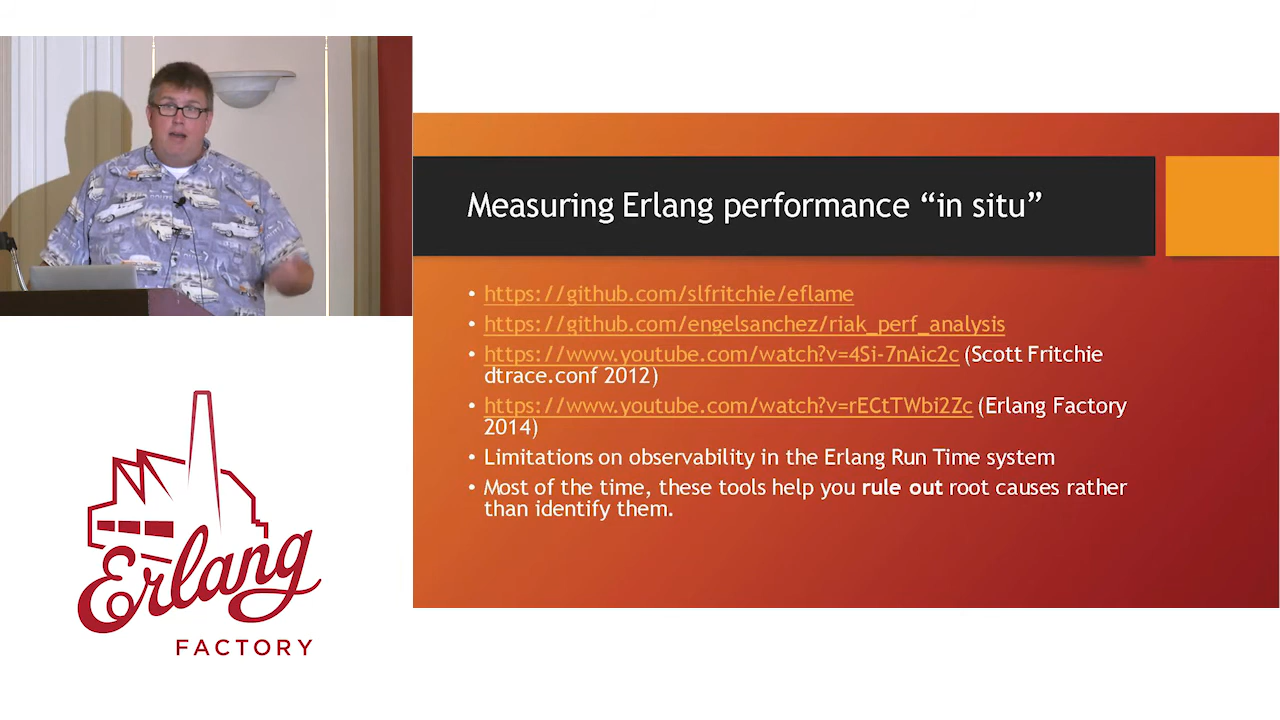 Measuring Erlang performance “in situ”
• https://github.com/slfritchie/eflame
• https://github.com/engelsanchez/riak_perf_analysis
• https://www.youtube.com/watch?v=4Si-7nAic2c (Scott Fritchie
dtrace.conf 2012)
• https://www.youtube.com/watch?v=rECtTWbi2Zc (Erlang Factory
2014)
• Limitations on observability in the Erlang Run Time system
• Most of the time, these tools help you rule out root causes rather
than identify them.
Erlang
FACTORY